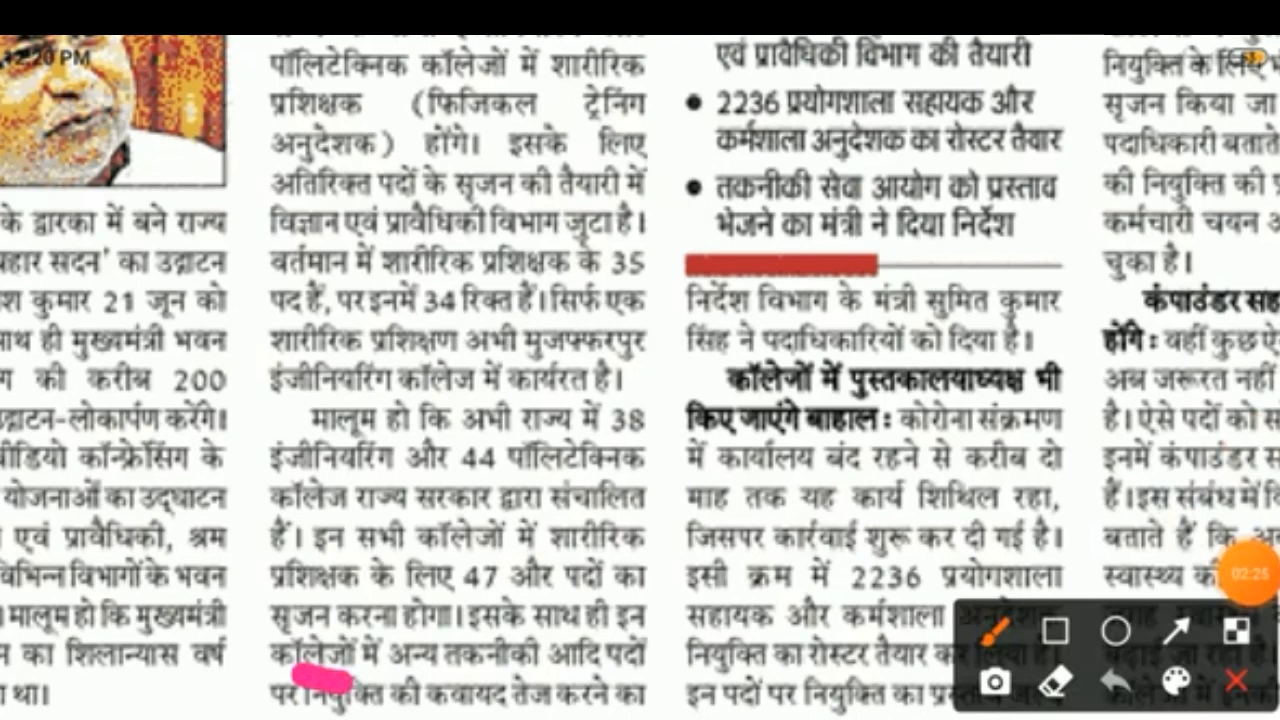 12:20 PM
के द्वारका में बने राज्य
का उद्घाटन
कुमार 21 जून को
ही मुख्यमंत्री भवन
की करीब 200
उद्घाटन-लोकार्पण करेंगे।
वीडियो कॉन्फ्रेंसिंग के
योजनाओं का उद्घाटन
एवं प्रावैधिकी, श्रम
विभिन्न विभागों के भवन
मालूम हो कि मुख्यमंत्री
का शिलान्यास वर्ष
था।
पॉलिटेक्निक कॉलेजों में शारीरिक
प्रशिक्षक (फिजिकल ट्रेनिंग
अनुदेशक) होंगे। इसके लिए
अतिरिक्त पदों के सृजन की तैयारी में
विज्ञान एवं प्रावैधिकी विभाग जुटा है।
वर्तमान में शारीरिक प्रशिक्षक के 35
पद हैं, पर इनमें 34 रिक्त हैं। सिर्फ एक
शारीरिक प्रशिक्षण अभी मुजफ्फरपुर
इंजीनियरिंग कॉलेज में कार्यरत है।
मालूम हो कि अभी राज्य में 38
इंजीनियरिंग और 44 पॉलिटेक्निक
कॉलेज राज्य सरकार द्वारा संचालित
हैं। इन सभी कॉलेजों में शारीरिक
प्रशिक्षक के लिए 47 और पदों का
सृजन करना होगा। इसके साथ ही इन
कॉलेजों में अन्य तकनीकी आदि पदों
पर नियुक्ति की कवायद तेज करने का
एवं प्रावैधिकी विभाग की तैयारी
● 2236 प्रयोगशाला सहायक और
कर्मशाला अनुदेशक का रोस्टर तैयार
● तकनीकी सेवा आयोग को प्रस्ताव
भेजने का मंत्री ने दिया निर्देश
निर्देश विभाग के मंत्री सुमित कुमार
सिंह ने पदाधिकारियों को दिया है।
कॉलेजों में पुस्तकालयाध्यक्ष भी
किए जाएंगे बाहाल : कोरोना संक्रमण
में कार्यालय बंद रहने से करीब दो
माह तक यह कार्य शिथिल रहा,
जिसपर कार्रवाई शुरू कर दी गई है।
इसी क्रम में 2236 प्रयोगशाला
सहायक और कर्मशाला अनुदेशक
नियुक्ति का रोस्टर तैयार कर लिया है।
इन पदों पर नियुक्ति का
नियुक्ति के लिए
सृजन किया जा
पदाधिकारी बताते
की नियुक्ति की
कर्मचारी चयन
चुका है।
कंपाउंडर
होंगे : वहीं कुछ
अब जरूरत नहीं
है। ऐसे पदों को
इनमें कंपाउंडर
हैं। इस संबंध में
बताते हैं कि
स्वास्थ्य
02:25